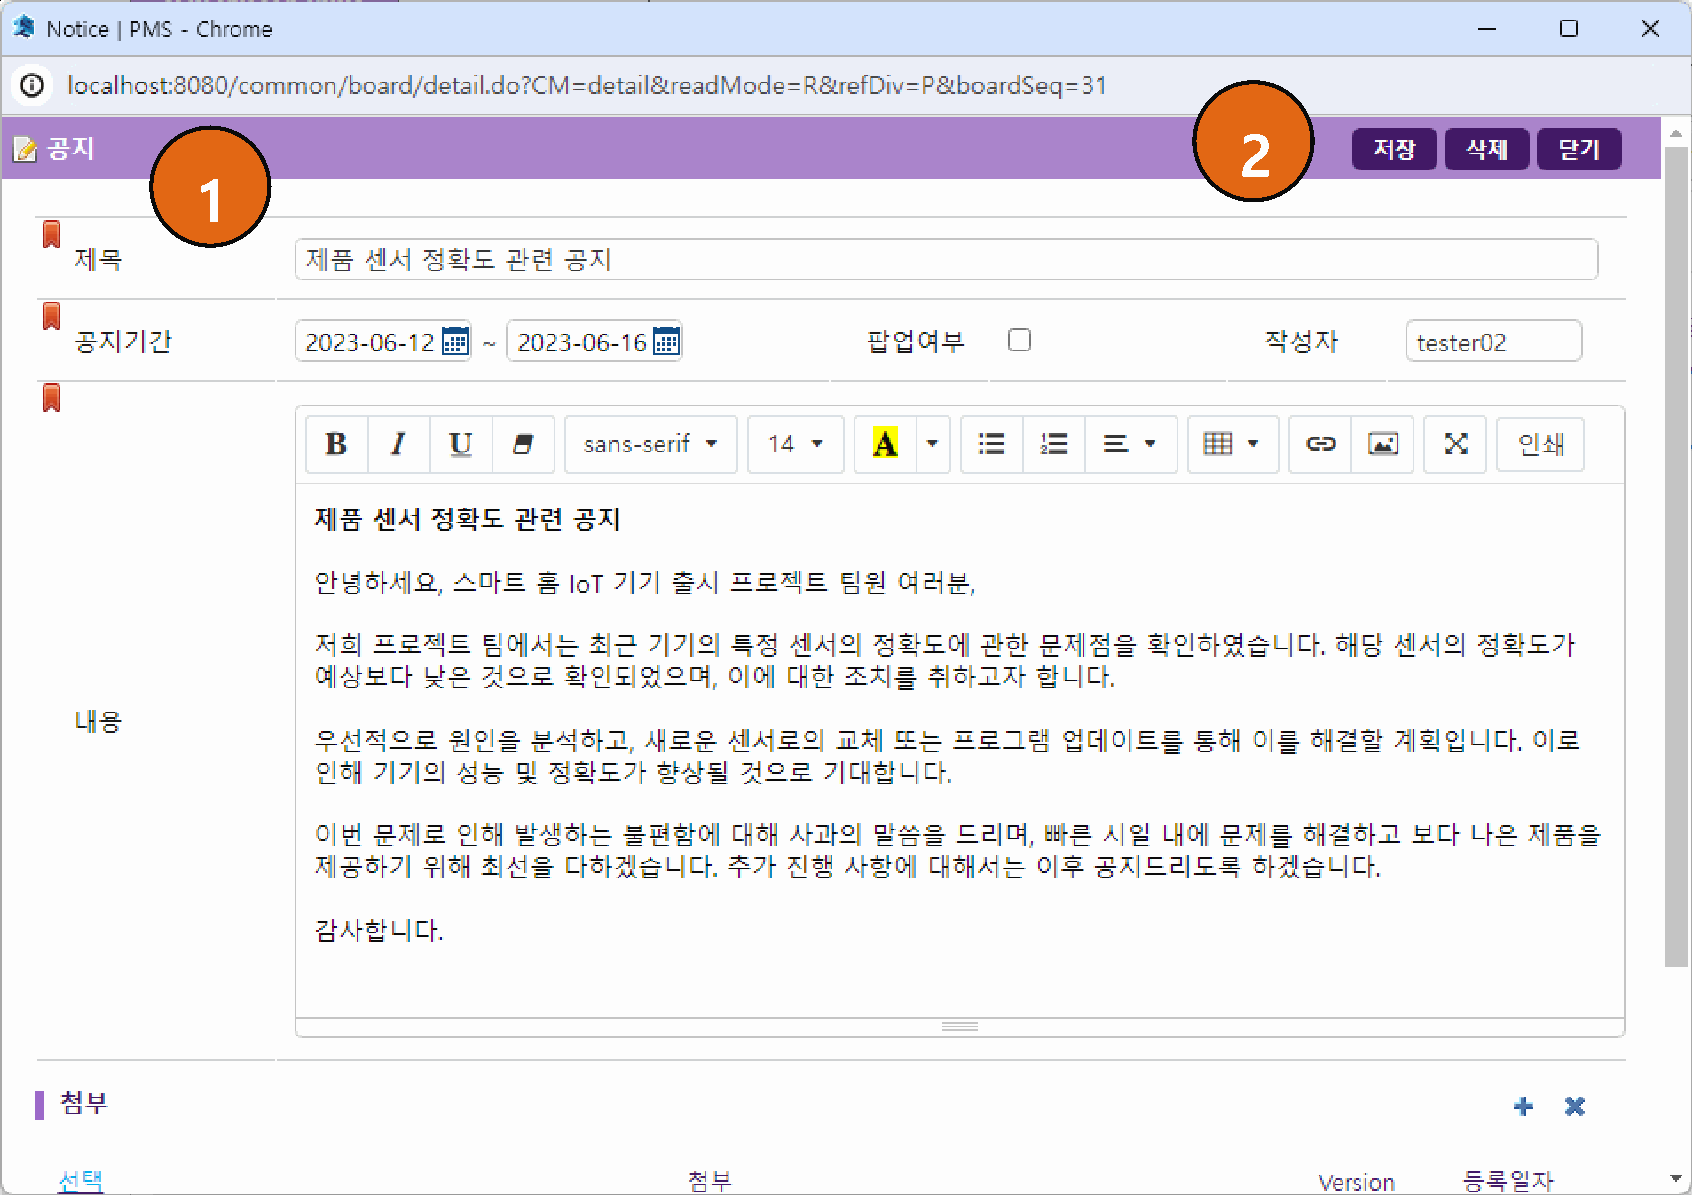 Notice | PMS - Chrome
localhost:8080/common/board/detail.do?CM=detail&readMode=R&refDiv=P&boardSeq=31
공지 1 2 저장 삭제 닫기
제목 제품 센서 정확도 관련 공지
공지기간 2023-06-12 ~ 2023-06-16 팝업여부 작성자 tester02
B I U sans-serif 14 A 인쇄
제품 센서 정확도 관련 공지
안녕하세요, 스마트 홈 IoT 기기 출시 프로젝트 팀원 여러분,
저희 프로젝트 팀에서는 최근 기기의 특정 센서의 정확도에 관한 문제점을 확인하였습니다. 해당 센서의 정확도가
예상보다 낮은 것으로 확인되었으며, 이에 대한 조치를 취하고자 합니다.
내용
우선적으로 원인을 분석하고, 새로운 센서로의 교체 또는 프로그램 업데이트를 통해 이를 해결할 계획입니다. 이로
인해 기기의 성능 및 정확도가 향상될 것으로 기대합니다.
이번 문제로 인해 발생하는 불편함에 대해 사과의 말씀을 드리며, 빠른 시일 내에 문제를 해결하고 보다 나은 제품을
제공하기 위해 최선을 다하겠습니다. 추가 진행 사항에 대해서는 이후 공지드리도록 하겠습니다.
감사합니다.
첨부
선택 첨부 Version 등록일자